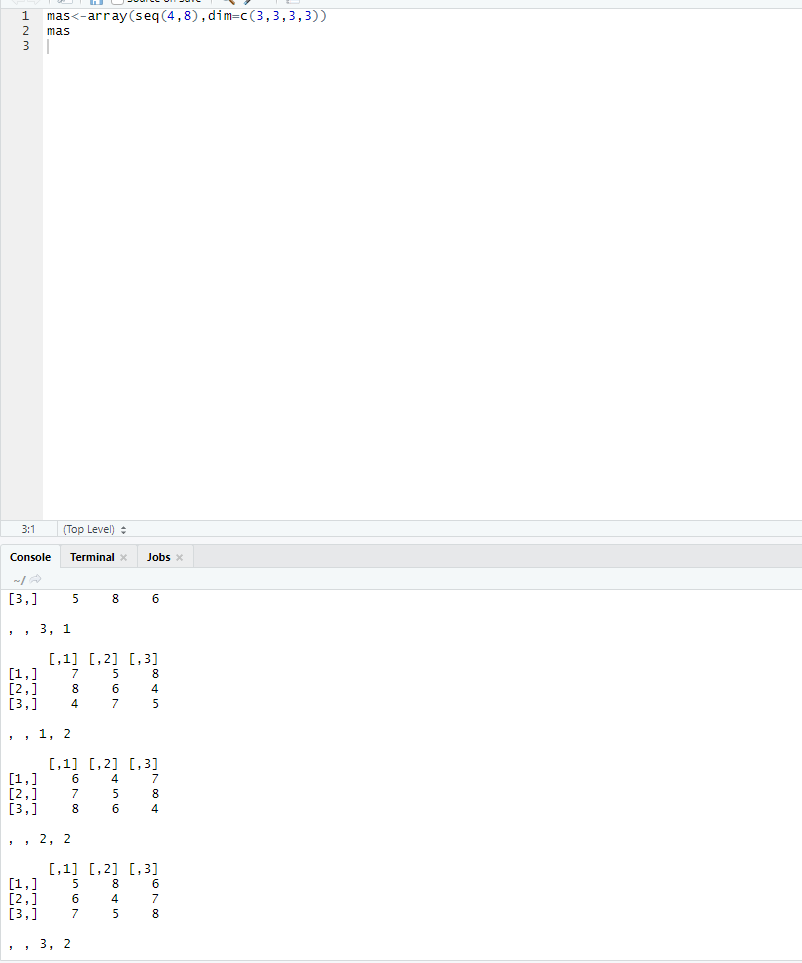 Source on Save
1 mas<-array(seq(4,8),dim=c(3,3,3,3))
2 mas
3
3:1 (Top Level)
Console Terminal × Jobs ×
~/
[3,]    5    8    6
, , 3, 1
     [,1] [,2] [,3]
[1,]    7    5    8
[2,]    8    6    4
[3,]    4    7    5
, , 1, 2
     [,1] [,2] [,3]
[1,]    6    4    7
[2,]    7    5    8
[3,]    8    6    4
, , 2, 2
     [,1] [,2] [,3]
[1,]    5    8    6
[2,]    6    4    7
[3,]    7    5    8
, , 3, 2